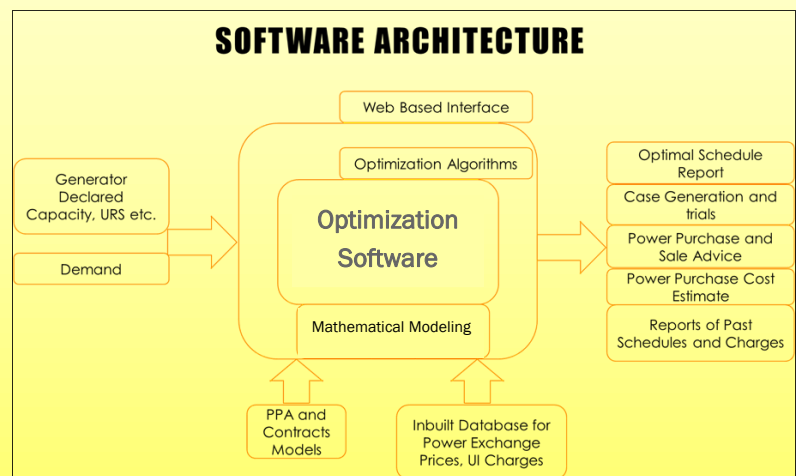 SOFTWARE ARCHITECTURE
Web Based Interface
Optimization Algorithms
Generator
Declared
Capacity, URS etc.
Demand
Optimization
Software
Mathematical Modeling
Optimal Schedule
Report
Case Generation and
trials
Power Purchase and
Sale Advice
Power Purchase Cost
Estimate
Reports of Past
Schedules and Charges
PPA and
Contracts
Models
Inbuilt Database for
Power Exchange
Prices, UI Charges